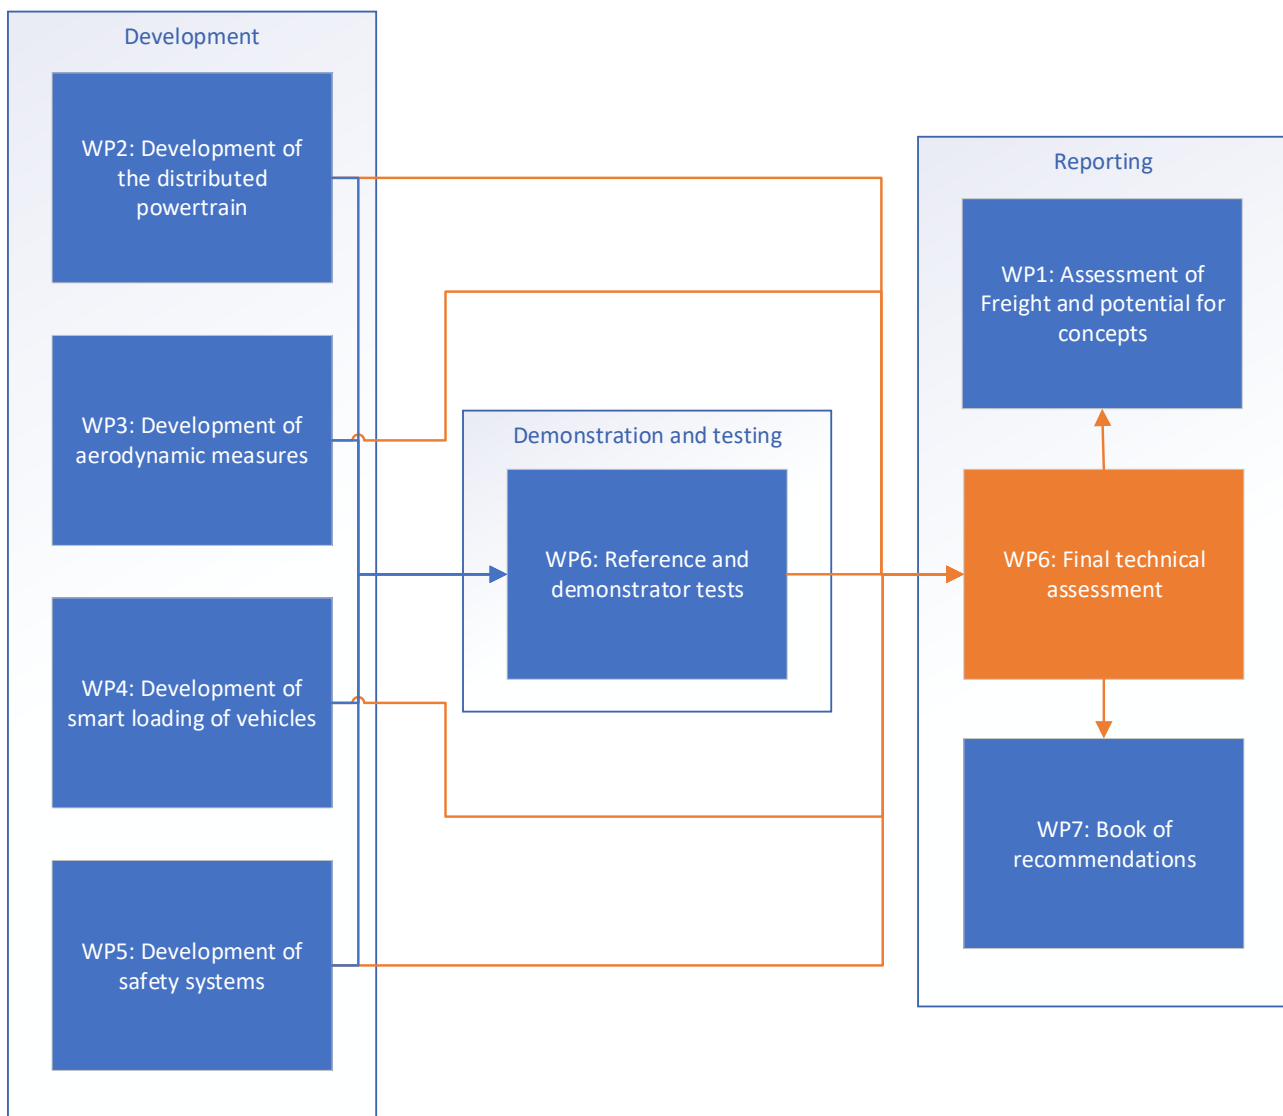 Development
WP2: Development of
the distributed
powertrain
WP3: Development of
aerodynamic measures
WP4: Development of
smart loading of vehicles
WP5: Development of
safety systems
Demonstration and testing
WP6: Reference and
demonstrator tests
Reporting
WP1: Assessment of
Freight and potential for
concepts
WP6: Final technical
assessment
WP7: Book of
recommendations